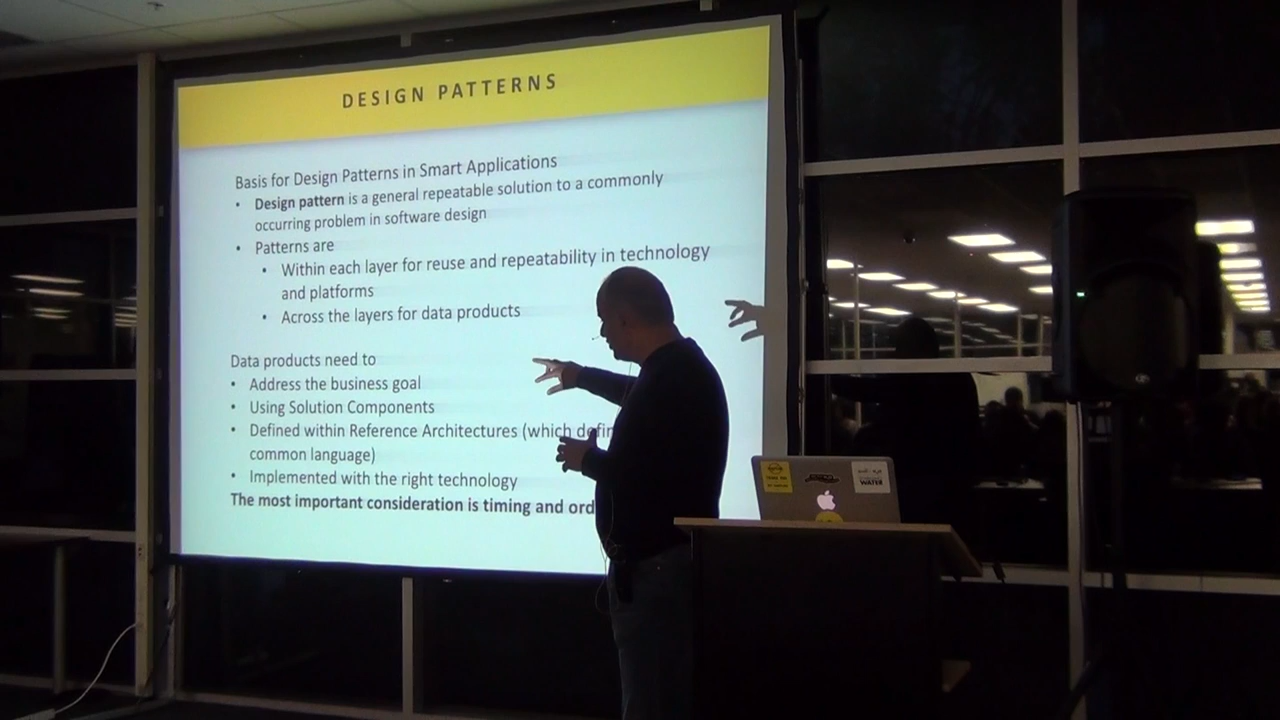 DESIGN PATTERNS
Basis for Design Patterns in Smart Applications
• Design pattern is a general repeatable solution to a commonly
occurring problem in software design
• Patterns are
• Within each layer for reuse and repeatability in technology
and platforms
• Across the layers for data products
Data products need to
• Address the business goal
• Using Solution Components
• Defined within Reference Architectures (which
common language)
• Implemented with the right technology
The most important consideration is timing and
WATER